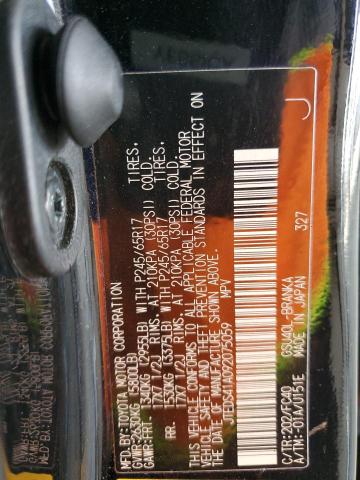 MFD.BY:TOYOTA MOTOR CORPORATION
GVWR:2630KG( 5800LB)
GAWR:FRT- 1340KG (2955LB) WITH P245/65R17 TIRES.
17X7 1/2J RIMS, AT 210KPA (30PSI) COLD.
RR. 1530KG (3375LB) WITH P245/65R17 TIRES.
17X7 1/2J RIMS, AT 210KPA (30PSI) COLD.
THIS VEHICLE CONFORMS TO ALL APPLICABLE FEDERAL MOTOR
VEHICLE SAFETY AND THEFT PREVENTION STANDARDS IN EFFECT ON
THE DATE OF MANUFACTURE SHOWN ABOVE.
JTEDS41A092075059 MPV
C/TR:202/FC40 GSU40L-BRANKA
A/TM:-01A/U151E MADE IN JAPAN
327
J